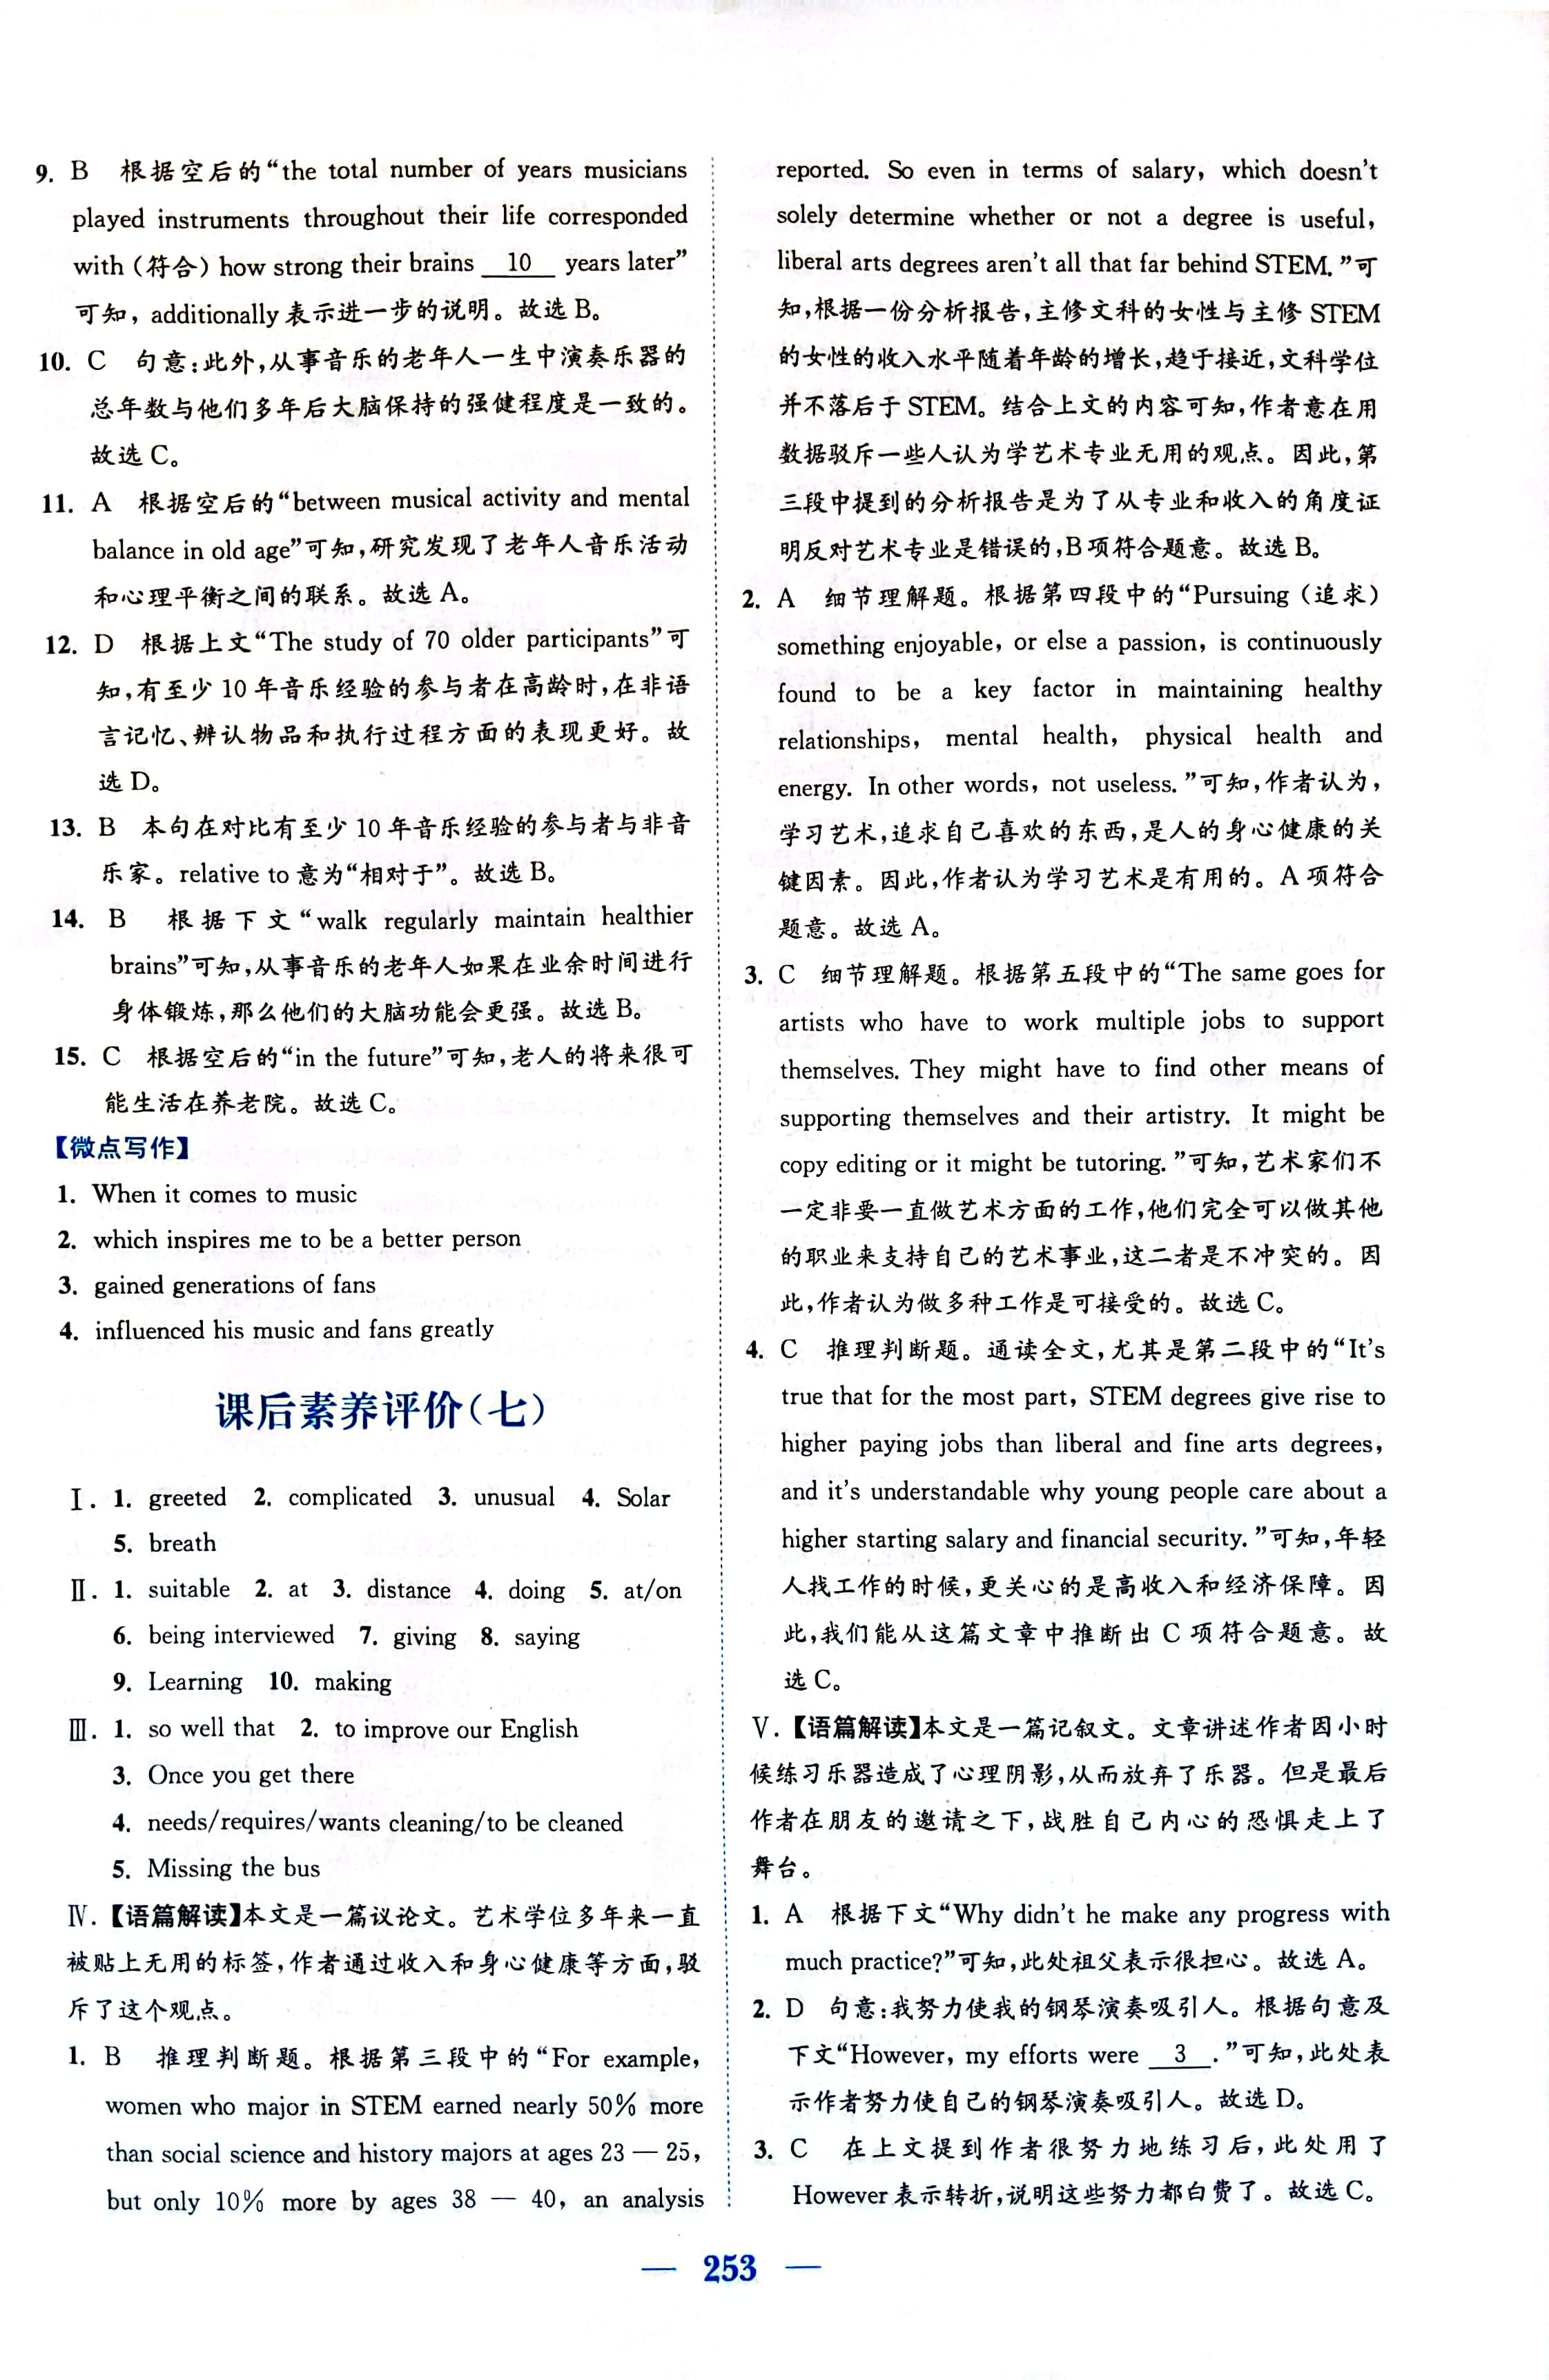 9. B 根据空后的“the total number of years musicians
played instruments throughout their life corresponded
with (符合) how strong their brains 10 years later”
可知，additionally表示进一步的说明。故选B。
10. C 句意:此外,从事音乐的老年人一生中演奏乐器的
总年数与他们多年后大脑保持的强健程度是一致的。
故选C。
11. A 根据空后的“between musical activity and mental
balance in old age”可知,研究发现了老年人音乐活动
和心理平衡之间的联系。故选A。
12. D 根据上文“The study of 70 older participants”可
知,有至少10年音乐经验的参与者在高龄时,在非语
言记忆、辨认物品和执行过程方面的表现更好。故
选D。
13. B 本句在对比有至少10年音乐经验的参与者与非音
乐家。relative to意为“相对于”。故选B。
14. B 根据下文“walk regularly maintain healthier
brains”可知,从事音乐的老年人如果在业余时间进行
身体锻炼,那么他们的大脑功能会更强。故选B。
15. C 根据空后的“in the future”可知,老人的将来很可
能生活在养老院。故选C。
【微点写作】
1. When it comes to music
2. which inspires me to be a better person
3. gained generations of fans
4. influenced his music and fans greatly
课后素养评价(七)
Ⅰ. 1. greeted 2. complicated 3. unusual 4. Solar
5. breath
Ⅱ. 1. suitable 2. at 3. distance 4. doing 5. at/on
6. being interviewed 7. giving 8. saying
9. Learning 10. making
Ⅲ. 1. so well that 2. to improve our English
3. Once you get there
4. needs/requires/wants cleaning/to be cleaned
5. Missing the bus
Ⅳ.【语篇解读】本文是一篇议论文。艺术学位多年来一直
被贴上无用的标签,作者通过收入和身心健康等方面,驳
斥了这个观点。
1. B 推理判断题。根据第三段中的“For example,
women who major in STEM earned nearly 50% more
than social science and history majors at ages 23 — 25,
but only 10% more by ages 38 — 40, an analysis
reported. So even in terms of salary, which doesn't
solely determine whether or not a degree is useful,
liberal arts degrees aren't all that far behind STEM.”可
知,根据一份分析报告,主修文科的女性与主修STEM
的女性的收入水平随着年龄的增长,趋于接近,文科学位
并不落后于STEM。结合上文的内容可知,作者意在用
数据驳斥一些人认为学艺术专业无用的观点。因此,第
三段中提到的分析报告是为了从专业和收入的角度证
明反对艺术专业是错误的,B项符合题意。故选B。
2. A 细节理解题。根据第四段中的“Pursuing (追求)
something enjoyable, or else a passion, is continuously
found to be a key factor in maintaining healthy
relationships, mental health, physical health and
energy. In other words, not useless.”可知,作者认为,
学习艺术,追求自己喜欢的东西,是人的身心健康的关
键因素。因此,作者认为学习艺术是有用的。A项符合
题意。故选A。
3. C 细节理解题。根据第五段中的“The same goes for
artists who have to work multiple jobs to support
themselves. They might have to find other means of
supporting themselves and their artistry. It might be
copy editing or it might be tutoring.”可知,艺术家们不
一定非要一直做艺术方面的工作,他们完全可以做其他
的职业来支持自己的艺术事业,这二者是不冲突的。因
此,作者认为做多种工作是可接受的。故选C。
4. C 推理判断题。通读全文,尤其是第二段中的“It's
true that for the most part, STEM degrees give rise to
higher paying jobs than liberal and fine arts degrees,
and it's understandable why young people care about a
higher starting salary and financial security.”可知,年轻
人找工作的时候,更关心的是高收入和经济保障。因
此,我们能从这篇文章中推断出C项符合题意。故
选C。
Ⅴ.【语篇解读】本文是一篇记叙文。文章讲述作者因小时
候练习乐器造成了心理阴影,从而放弃了乐器。但是最后
作者在朋友的邀请之下,战胜自己内心的恐惧走上了
舞台。
1. A 根据下文“Why didn't he make any progress with
much practice?”可知,此处祖父表示很担心。故选A。
2. D 句意:我努力使我的钢琴演奏吸引人。根据句意及
下文“However, my efforts were 3 .”可知,此处表
示作者努力使自己的钢琴演奏吸引人。故选D。
3. C 在上文提到作者很努力地练习后,此处用了
However表示转折,说明这些努力都白费了。故选C。
— 253 —